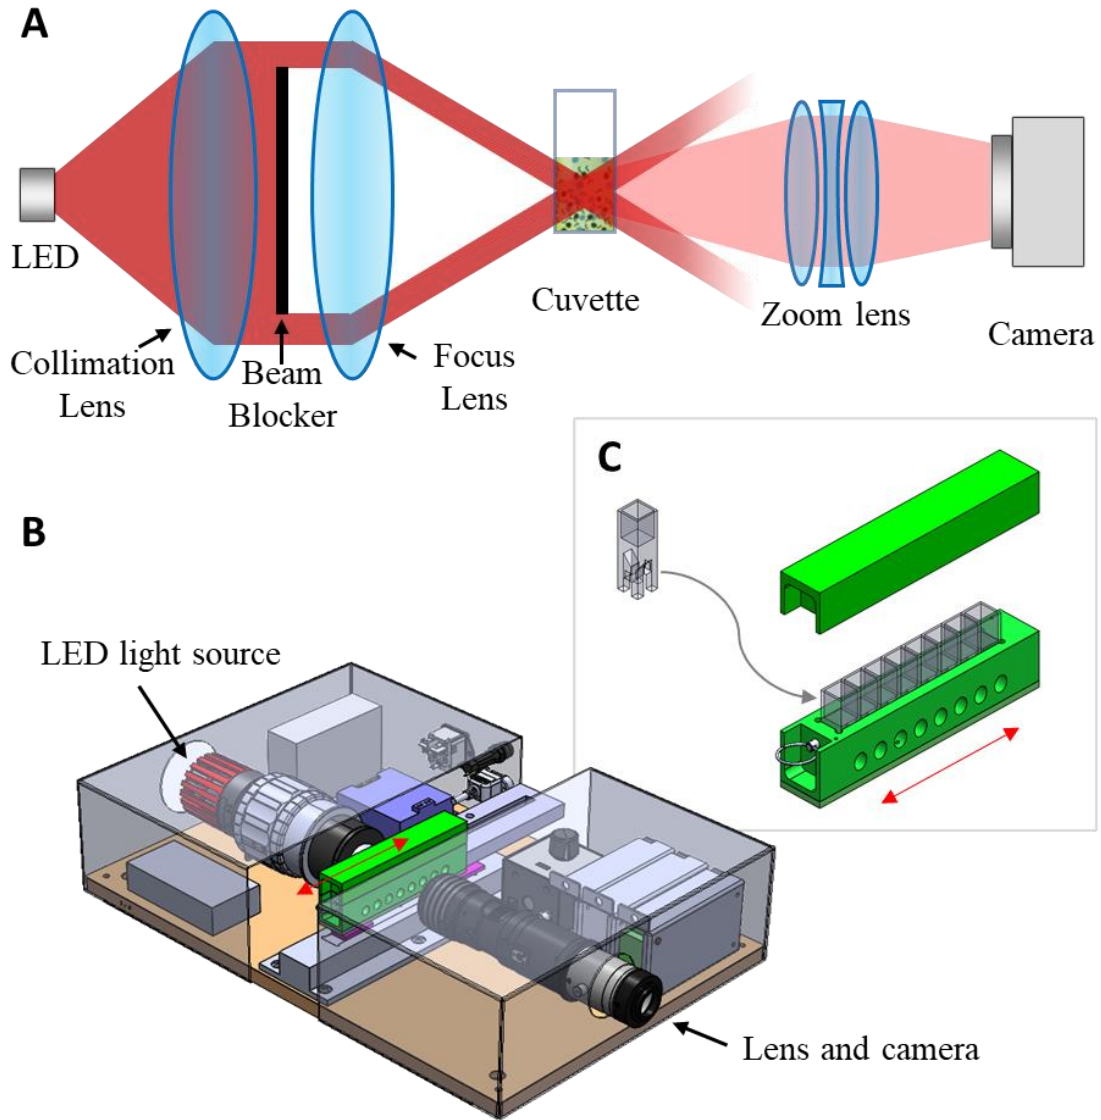 A
LED
Collimation
Lens
Beam
Blocker
Focus
Lens
Cuvette
Zoom lens
Camera
C
B
LED light source
Lens and camera